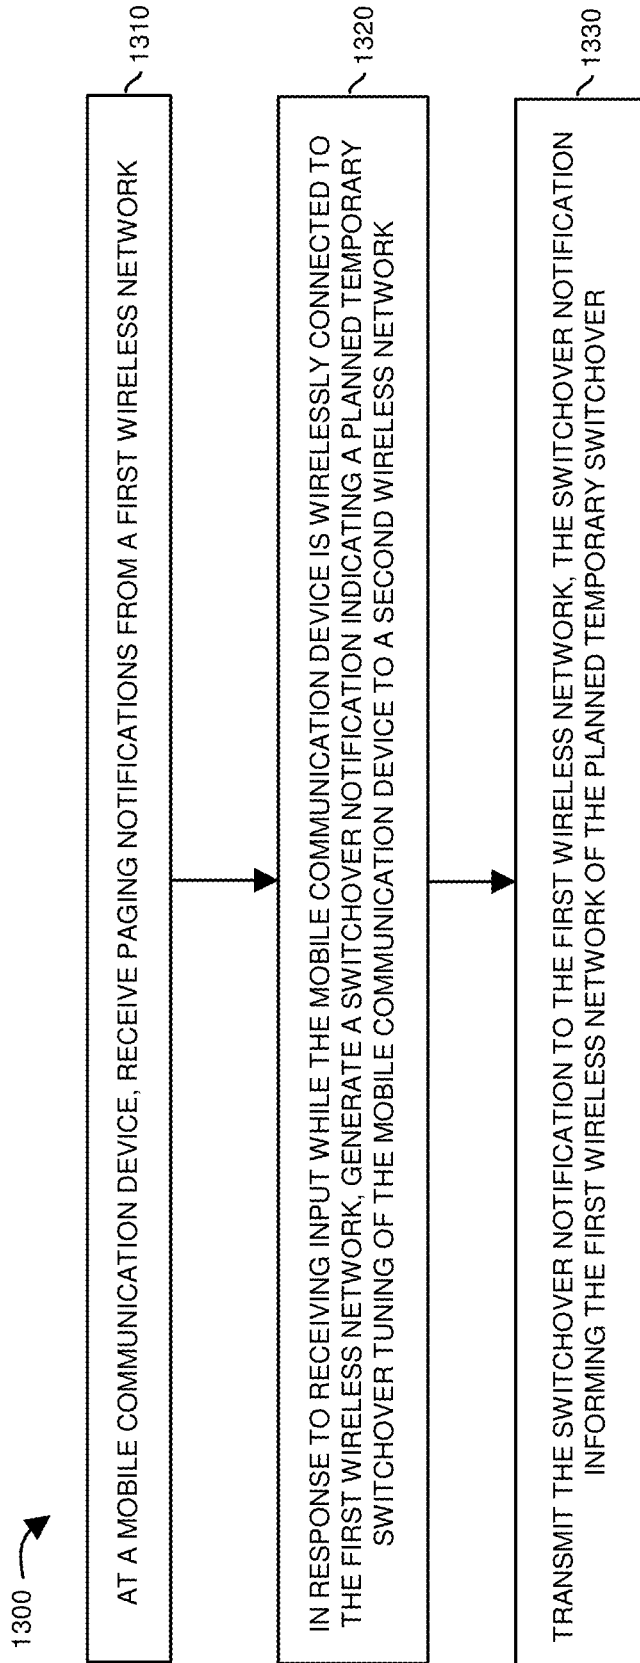 1300
AT A MOBILE COMMUNICATION DEVICE, RECEIVE PAGING NOTIFICATIONS FROM A FIRST WIRELESS NETWORK
1310
IN RESPONSE TO RECEIVING INPUT WHILE THE MOBILE COMMUNICATION DEVICE IS WIRELESSLY CONNECTED TO
THE FIRST WIRELESS NETWORK, GENERATE A SWITCHOVER NOTIFICATION INDICATING A PLANNED TEMPORARY
SWITCHOVER TUNING OF THE MOBILE COMMUNICATION DEVICE TO A SECOND WIRELESS NETWORK
1320
TRANSMIT THE SWITCHOVER NOTIFICATION TO THE FIRST WIRELESS NETWORK, THE SWITCHOVER NOTIFICATION
INFORMING THE FIRST WIRELESS NETWORK OF THE PLANNED TEMPORARY SWITCHOVER
1330